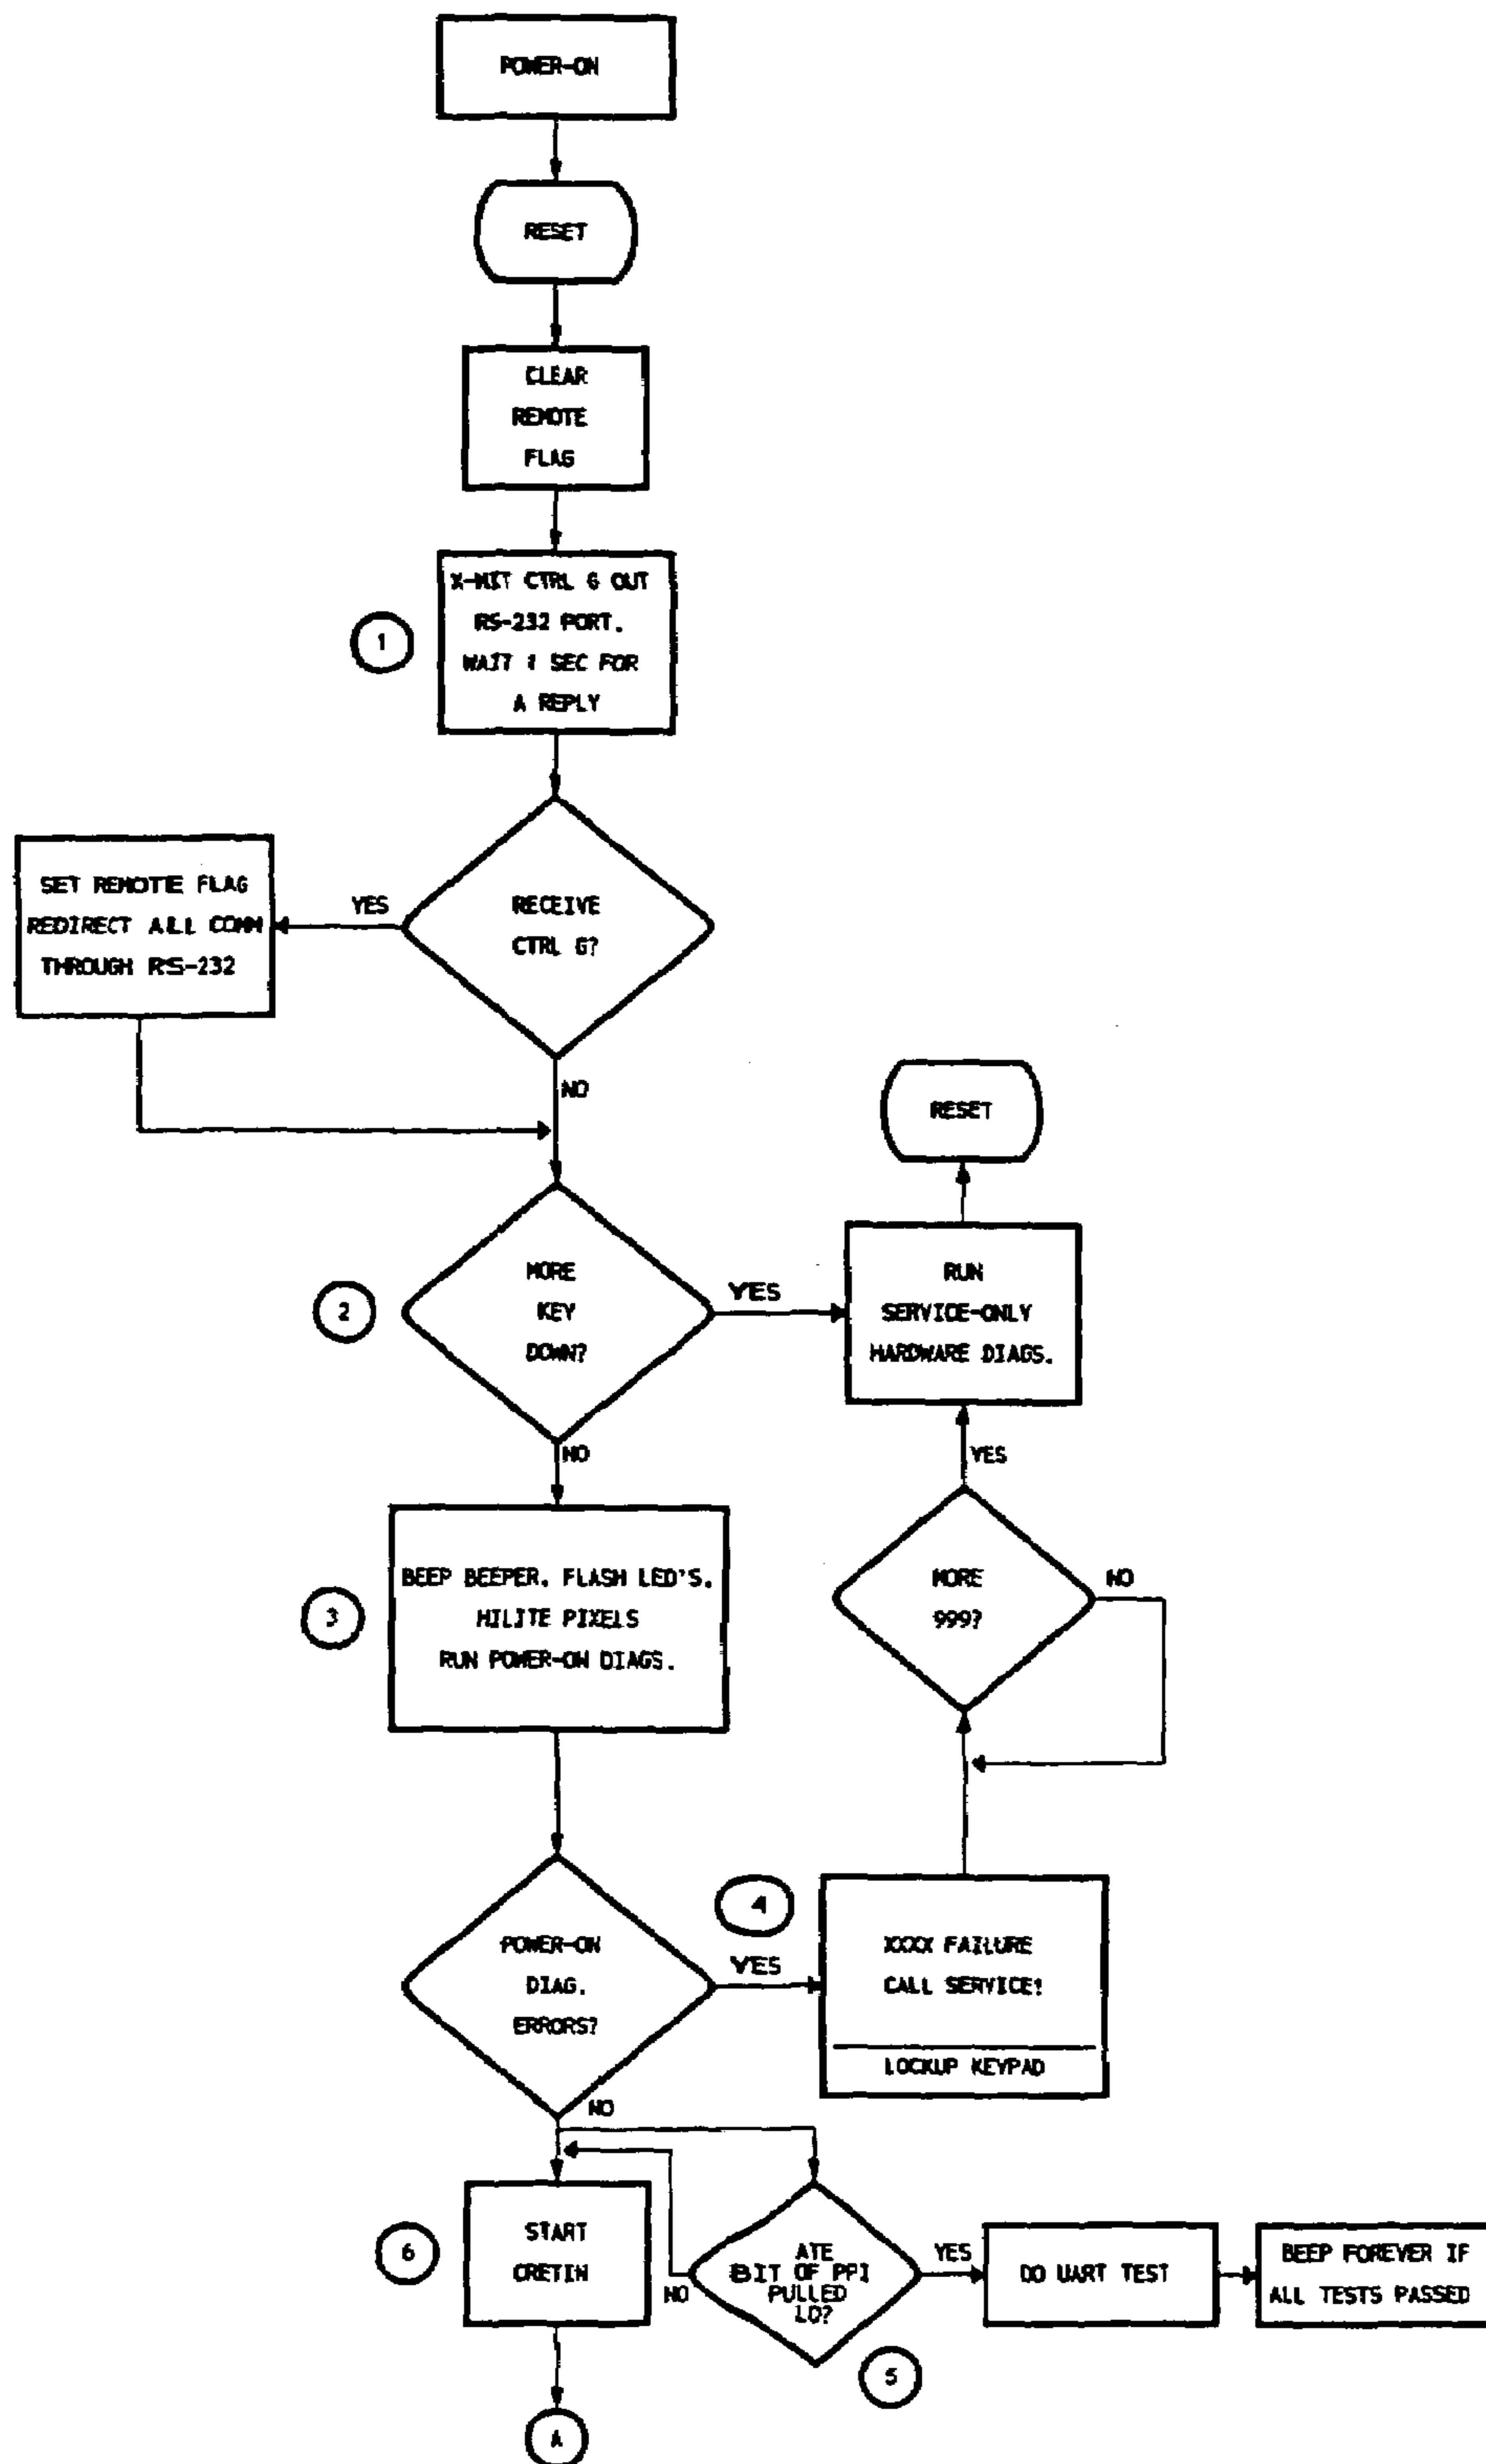 POWER-ON
RESET
CLEAR
REMOTE
FLAG
X-MIT CTRL G OUT
RS-232 PORT.
WAIT 1 SEC FOR
A REPLY
1
RECEIVE
CTRL G?
YES
SET REMOTE FLAG
REDIRECT ALL COMM
THROUGH RS-232
NO
RESET
MORE
KEY
DOWN?
2
YES
RUN
SERVICE-ONLY
HARDWARE DIAGS.
NO
YES
BEEP BEEPER. FLASH LED'S.
HILITE PIXELS
RUN POWER-ON DIAGS.
3
MORE
999?
NO
POWER-ON
DIAG.
ERRORS?
4
YES
XXXX FAILURE
CALL SERVICE!
LOCKUP KEYPAD
NO
6
START
CRETIN
NO
ATE
BIT OF PPI
PULLED
LO?
YES
DO UART TEST
BEEP FOREVER IF
ALL TESTS PASSED
5
A